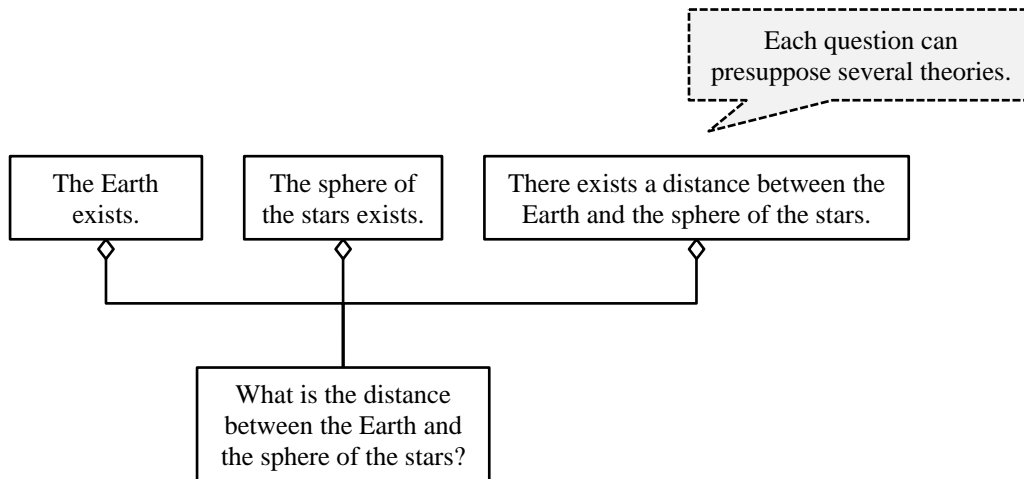 Each question can
presuppose several theories.
The Earth
exists.
The sphere of
the stars exists.
There exists a distance between the
Earth and the sphere of the stars.
What is the distance
between the Earth and
the sphere of the stars?